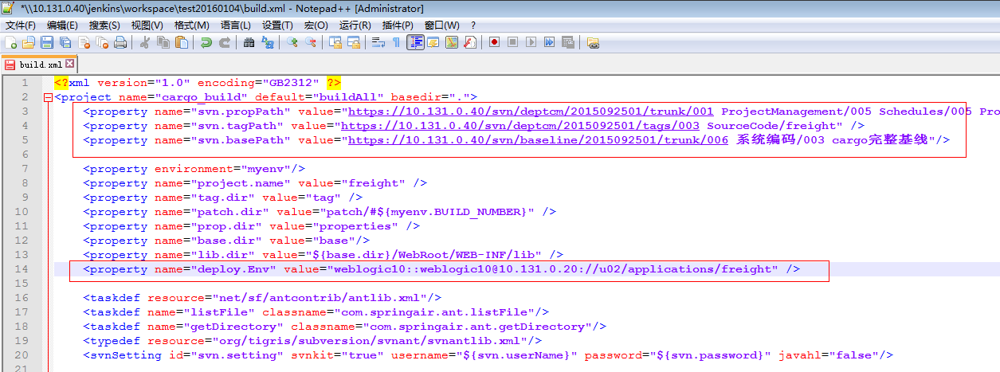 *\\10.131.0.40\jenkins\workspace\test20160104\build.xml - Notepad++ [Administrator]
文件(F) 编辑(E) 搜索(S) 视图(V) 格式(M) 语言(L) 设置(T) 宏(O) 运行(R) 插件(P) 窗口(W) ?
build.xml
1 <?xml version="1.0" encoding="GB2312" ?>
2 <project name="cargo_build" default="buildAll" basedir=".">
3 <property name="svn.propPath" value="https://10.131.0.40/svn/deptcm/2015092501/trunk/001 ProjectManagement/005 Schedules/005 Pro
4 <property name="svn.tagPath" value="https://10.131.0.40/svn/deptcm/2015092501/tags/003 SourceCode/freight" />
5 <property name="svn.basePath" value="https://10.131.0.40/svn/baseline/2015092501/trunk/006 系统编码/003 cargo完整基线"/>
6
7 <property environment="myenv"/>
8 <property name="project.name" value="freight" />
9 <property name="tag.dir" value="tag" />
10 <property name="patch.dir" value="patch/#${myenv.BUILD_NUMBER}" />
11 <property name="prop.dir" value="properties" />
12 <property name="base.dir" value="base"/>
13 <property name="lib.dir" value="${base.dir}/WebRoot/WEB-INF/lib" />
14 <property name="deploy.Env" value="weblogic10::weblogic10@10.131.0.20://u02/applications/freight" />
15
16 <taskdef resource="net/sf/antcontrib/antlib.xml"/>
17 <taskdef name="listFile" classname="com.springair.ant.listFile"/>
18 <taskdef name="getDirectory" classname="com.springair.ant.getDirectory"/>
19 <typedef resource="org/tigris/subversion/svnant/svnantlib.xml"/>
20 <svnSetting id="svn.setting" svnkit="true" username="${svn.userName}" password="${svn.password}" javahl="false"/>
21